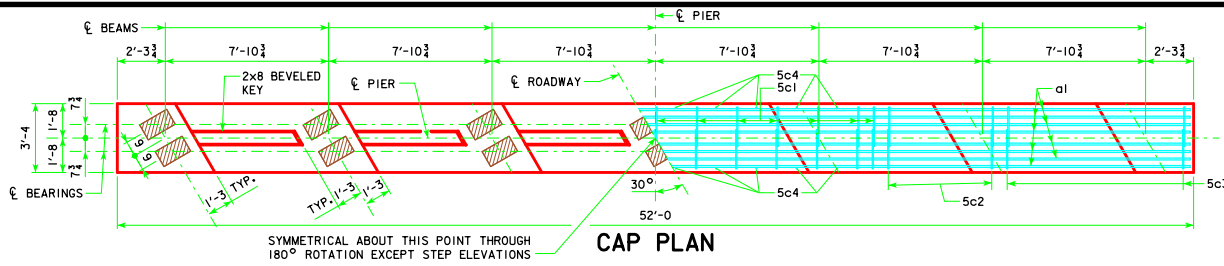 ℄ PIER
℄ BEAMS
2'-3¾ 7'-10¾ 7'-10¾ 7'-10¾ 7'-10¾ 7'-10¾ 7'-10¾ 2'-3¾
2x8 BEVELED
KEY
℄ PIER
℄ ROADWAY
5c4
5c1
a1
3'-4
7¾
1'-8
1'-8
7¾
9
9
℄ BEARINGS
1'-3 TYP.
TYP. 1'-3
1'-3
30°
5c4
5c2
5c3
52'-0
SYMMETRICAL ABOUT THIS POINT THROUGH
180° ROTATION EXCEPT STEP ELEVATIONS
CAP PLAN